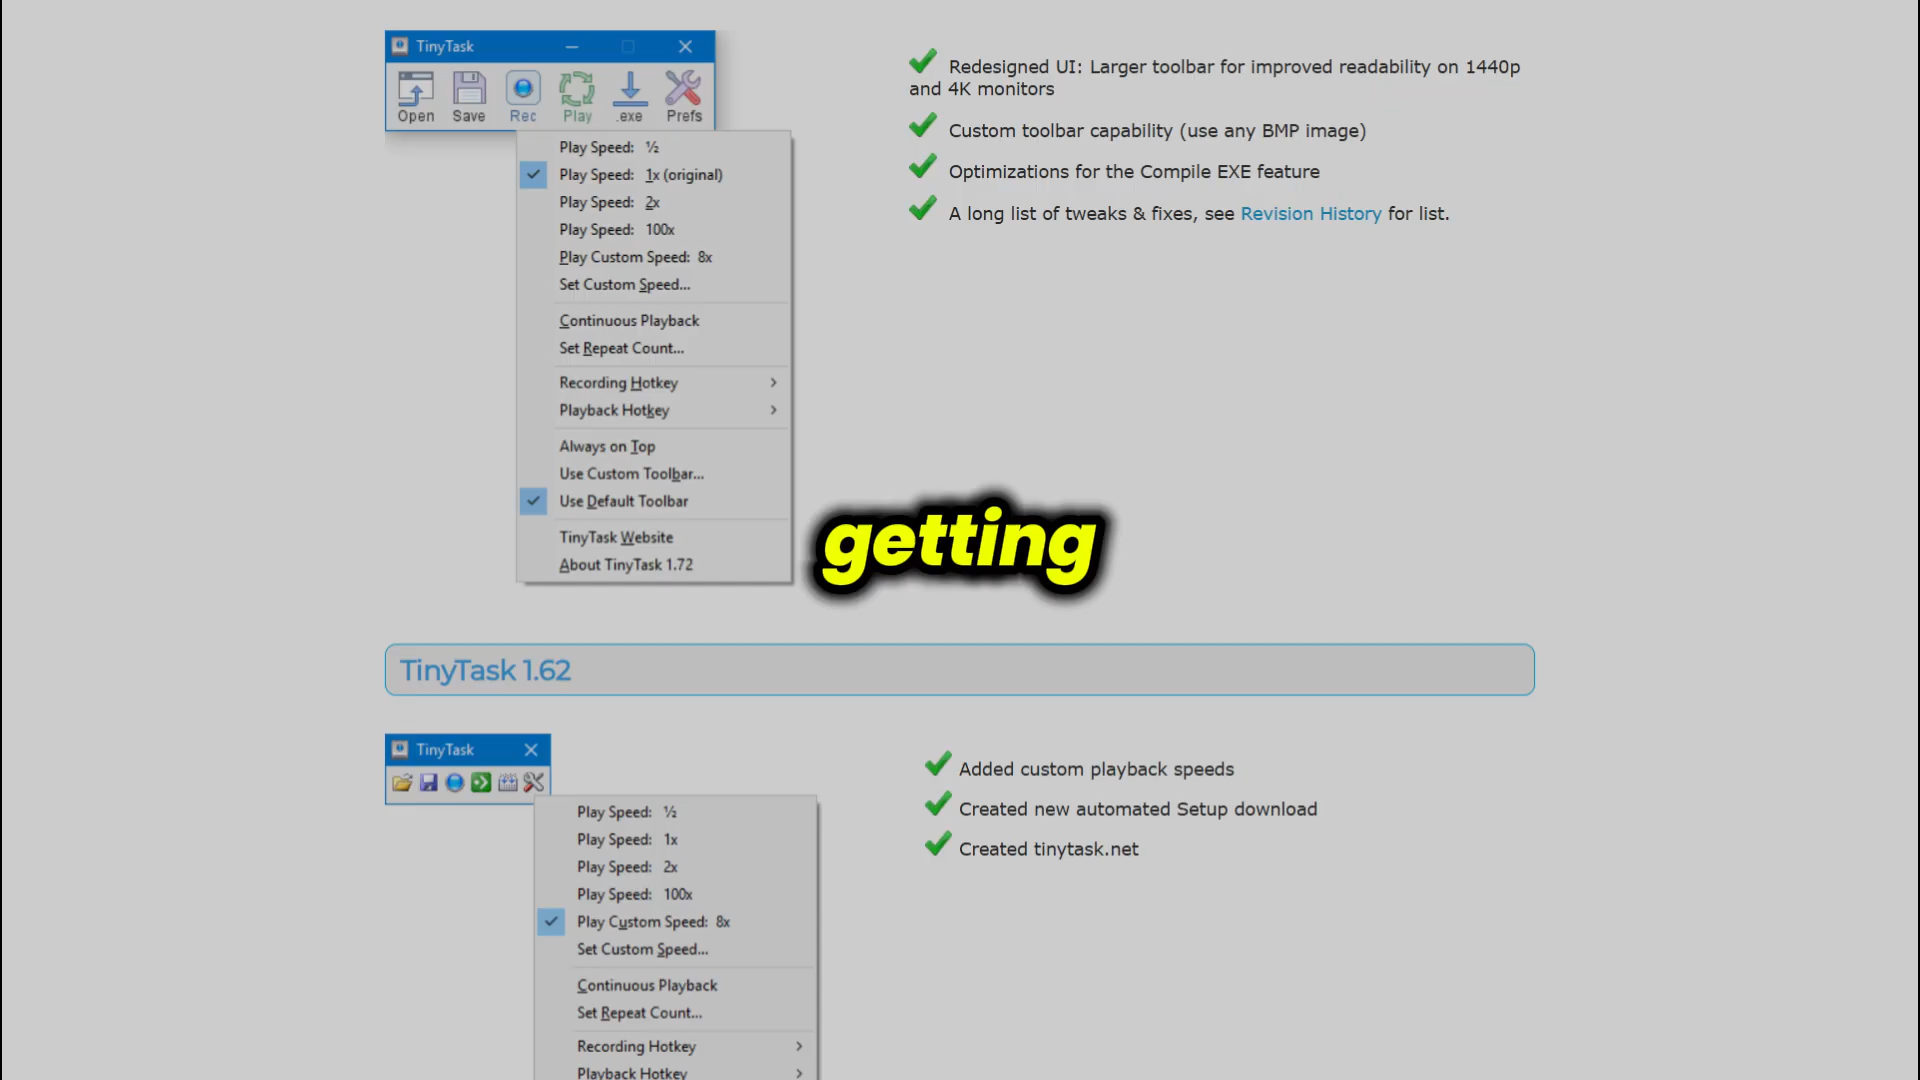 TinyTask
Open Save Rec Play .exe Prefs
Play Speed: ½
Play Speed: 1x (original)
Play Speed: 2x
Play Speed: 100x
Play Custom Speed: 8x
Set Custom Speed...
Continuous Playback
Set Repeat Count...
Recording Hotkey
Playback Hotkey
Always on Top
Use Custom Toolbar...
Use Default Toolbar
TinyTask Website
About TinyTask 1.72
Redesigned UI: Larger toolbar for improved readability on 1440p
and 4K monitors
Custom toolbar capability (use any BMP image)
Optimizations for the Compile EXE feature
A long list of tweaks & fixes, see Revision History for list.
getting
TinyTask 1.62
TinyTask
Play Speed: ½
Play Speed: 1x
Play Speed: 2x
Play Speed: 100x
Play Custom Speed: 8x
Set Custom Speed...
Continuous Playback
Set Repeat Count...
Recording Hotkey
Playback Hotkey
Added custom playback speeds
Created new automated Setup download
Created tinytask.net